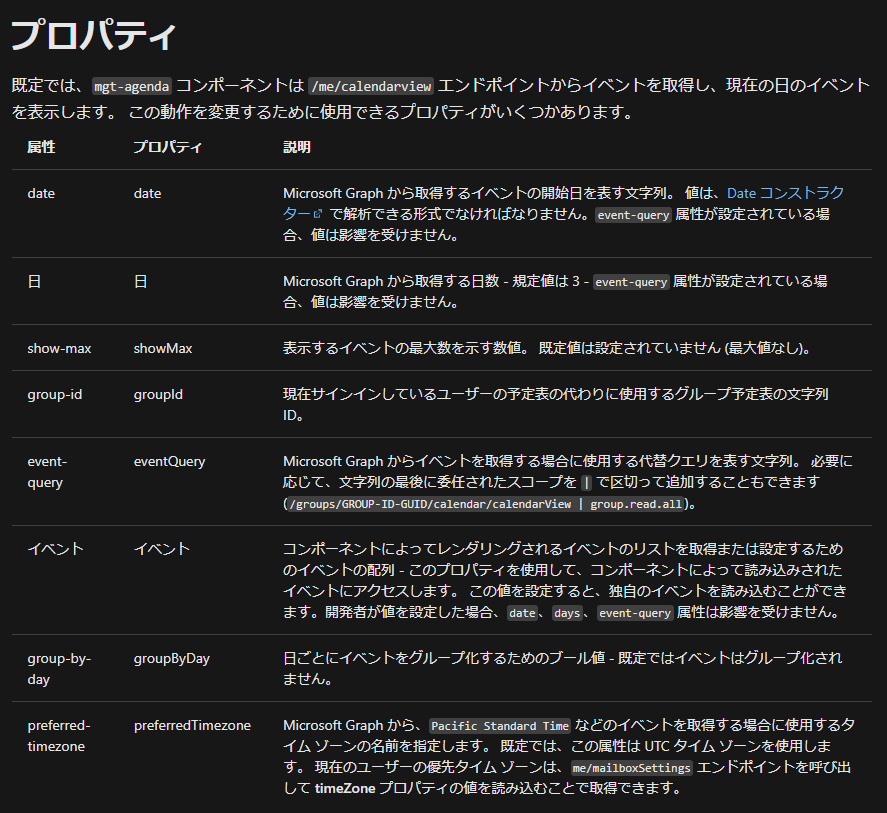 プロパティ
既定では、mgt-agenda コンポーネントは /me/calendarview エンドポイントからイベントを取得し、現在の日のイベント
を表示します。 この動作を変更するために使用できるプロパティがいくつかあります。
属性 プロパティ 説明
date date Microsoft Graph から取得するイベントの開始日を表す文字列。 値は、Date コンストラク
ター で解析できる形式でなければなりません。event-query 属性が設定されている場
合、値は影響を受けません。
日 日 Microsoft Graph から取得する日数 - 規定値は 3 - event-query 属性が設定されている場
合、値は影響を受けません。
show-max showMax 表示するイベントの最大数を示す数値。 既定値は設定されていません (最大値なし)。
group-id groupId 現在サインインしているユーザーの予定表の代わりに使用するグループ予定表の文字列
ID。
event- eventQuery Microsoft Graph からイベントを取得する場合に使用する代替クエリを表す文字列。 必要に
query 応じて、文字列の最後に委任されたスコープを | で区切って追加することもできます
(/groups/GROUP-ID-GUID/calendar/calendarView | group.read.all)。
イベント イベント コンポーネントによってレンダリングされるイベントのリストを取得または設定するため
のイベントの配列 - このプロパティを使用して、コンポーネントによって読み込みされた
イベントにアクセスします。 この値を設定すると、独自のイベントを読み込むことができ
ます。開発者が値を設定した場合、date、days、event-query 属性は影響を受けません。
group-by- groupByDay 日ごとにイベントをグループ化するためのブール値 - 既定ではイベントはグループ化され
day ません。
preferred- preferredTimezone Microsoft Graph から、Pacific Standard Time などのイベントを取得する場合に使用するタ
timezone イム ゾーンの名前を指定します。 既定では、この属性は UTC タイム ゾーンを使用しま
す。 現在のユーザーの優先タイム ゾーンは、me/mailboxSettings エンドポイントを呼び出
して timeZone プロパティの値を読み込むことで取得できます。